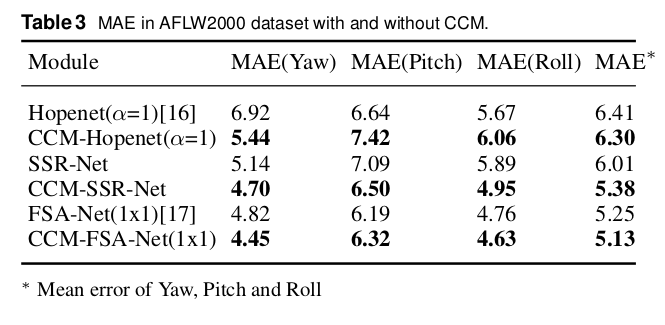 Table 3 MAE in AFLW2000 dataset with and without CCM.
Module MAE(Yaw) MAE(Pitch) MAE(Roll) MAE*
Hopenet(α=1)[16] 6.92 6.64 5.67 6.41
CCM-Hopenet(α=1) 5.44 7.42 6.06 6.30
SSR-Net 5.14 7.09 5.89 6.01
CCM-SSR-Net 4.70 6.50 4.95 5.38
FSA-Net(1x1)[17] 4.82 6.19 4.76 5.25
CCM-FSA-Net(1x1) 4.45 6.32 4.63 5.13
* Mean error of Yaw, Pitch and Roll